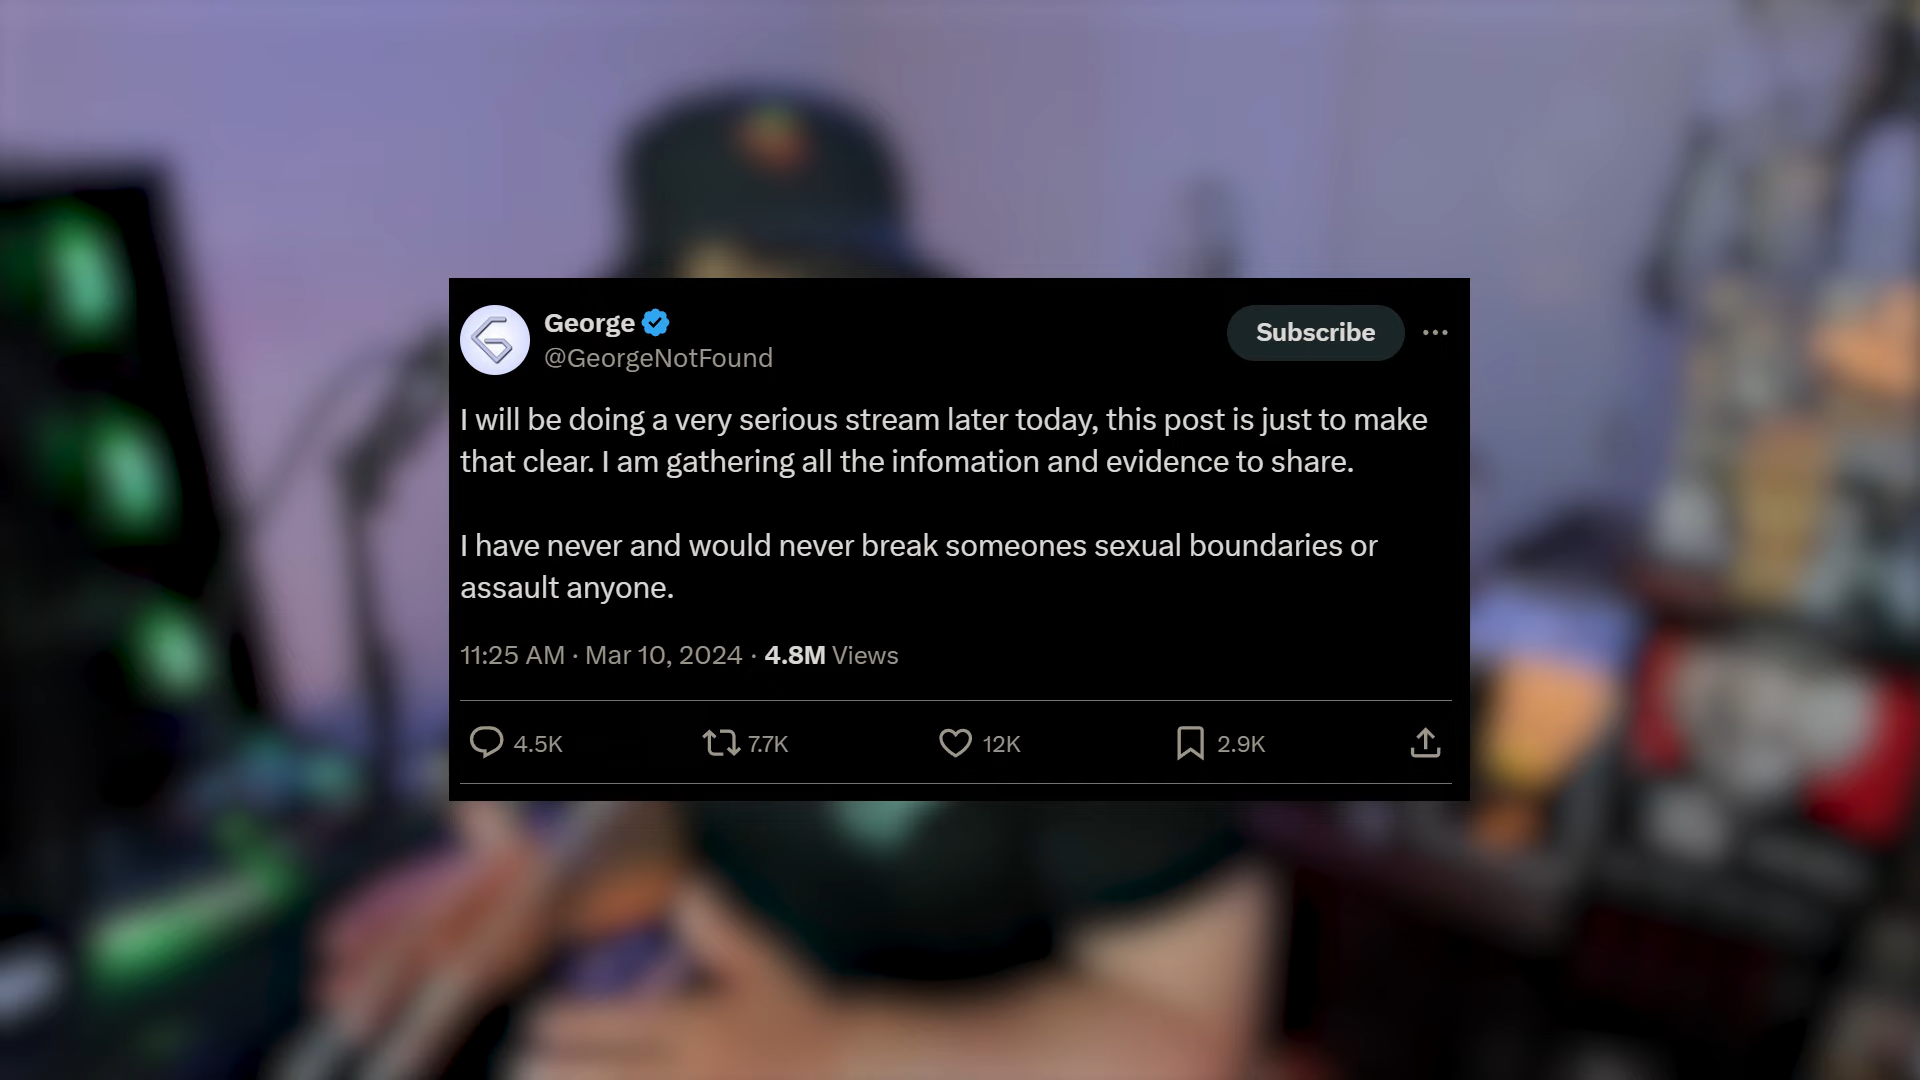 George
@GeorgeNotFound
Subscribe
I will be doing a very serious stream later today, this post is just to make
that clear. I am gathering all the infomation and evidence to share.
I have never and would never break someones sexual boundaries or
assault anyone.
11:25 AM · Mar 10, 2024 · 4.8M Views
4.5K 7.7K 12K 2.9K